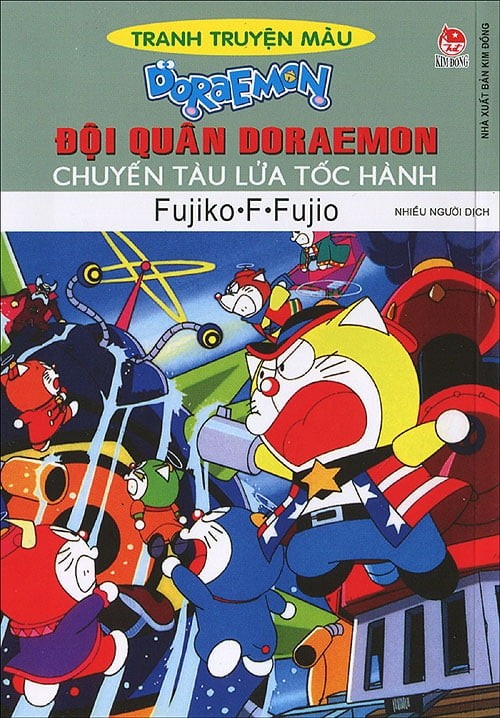 TRANH TRUYỆN MÀU
DORAEMON
ĐỘI QUÂN DORAEMON
CHUYẾN TÀU LỬA TỐC HÀNH
Fujiko•F•Fujio
NHIỀU NGƯỜI DỊCH
KIM ĐỒNG
NHÀ XUẤT BẢN KIM ĐỒNG